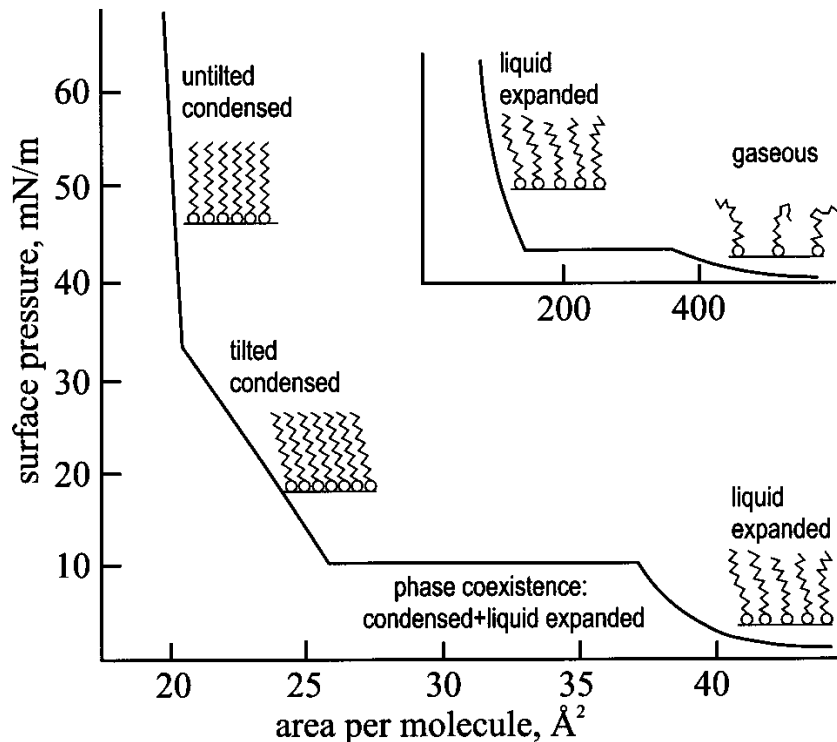 untilted
condensed
liquid
expanded
gaseous
200
400
tilted
condensed
liquid
expanded
phase coexistence:
condensed+liquid expanded
60
50
40
30
20
10
surface pressure, mN/m
20
25
30
35
40
area per molecule, Å²